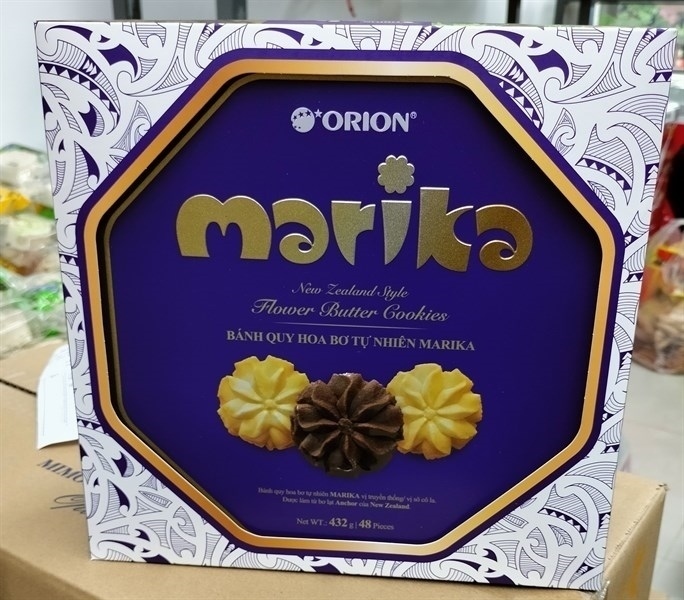 ORION®
marika
New Zealand Style
Flower Butter Cookies
BÁNH QUY HOA BƠ TỰ NHIÊN MARIKA
Bánh quy hoa bơ tự nhiên MARIKA vị truyền thống/ vị sô cô la.
Được làm từ bơ lạt Anchor của New Zealand.
Net WT.: 432 g | 48 Pieces